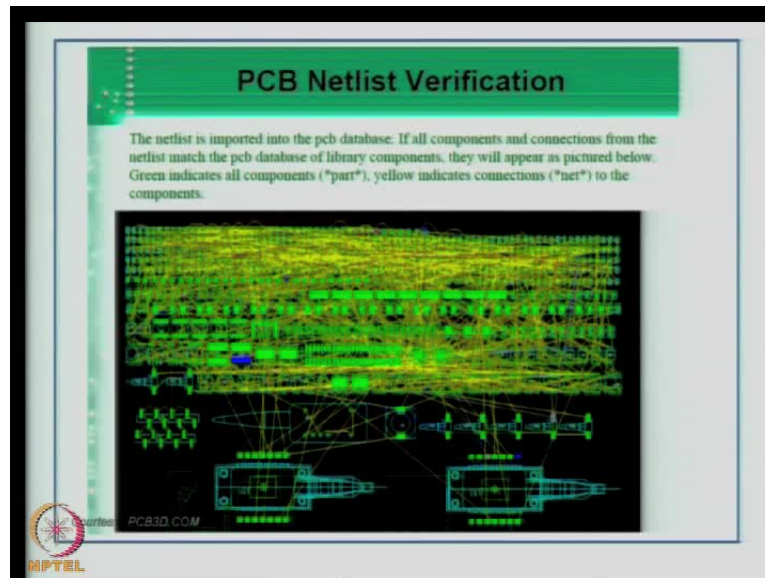 PCB Netlist Verification
The netlist is imported into the pcb database. If all components and connections from the
netlist match the pcb database of library components, they will appear as pictured below.
Green indicates all components (*part*), yellow indicates connections (*net*) to the
components.
Courtesy PCB3D.COM
NPTEL